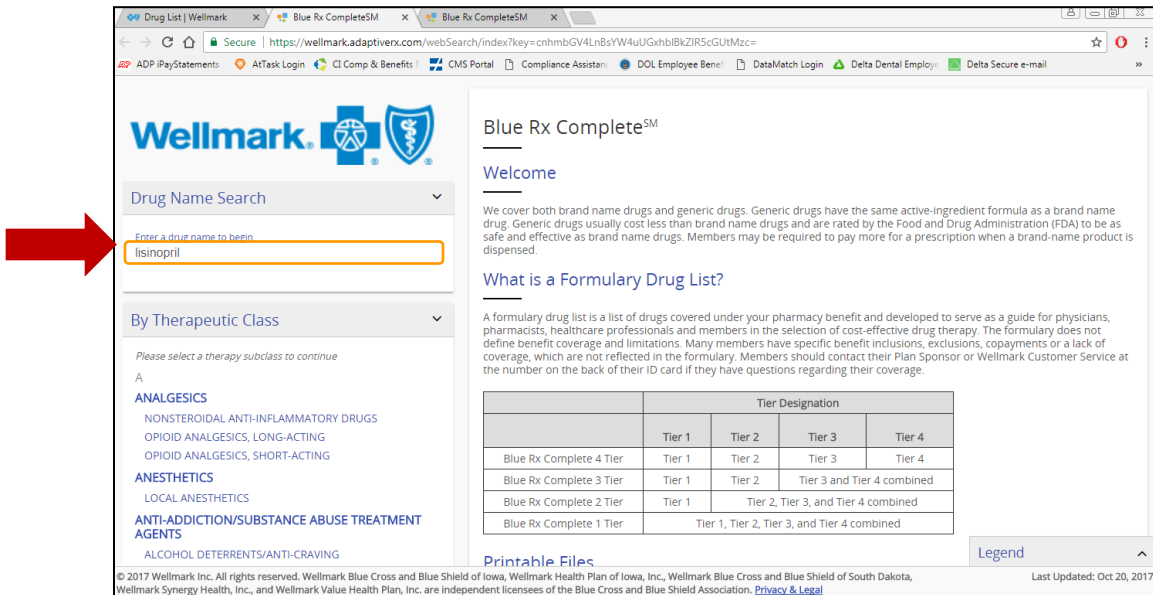 Drug List | Wellmark
Blue Rx CompleteSM
Blue Rx CompleteSM
Secure | https://wellmark.adaptiverx.com/webSearch/index?key=cnhmbGV4LnBsYW4uUGxhblBkZlR5cGUtMzc=
ADP iPayStatements AtTask Login CI Comp & Benefits CMS Portal Compliance Assistanc DOL Employee Benef DataMatch Login Delta Dental Employe Delta Secure e-mail »
Wellmark.
Drug Name Search
Enter a drug name to begin
lisinopril
By Therapeutic Class
Please select a therapy subclass to continue
A
ANALGESICS
NONSTEROIDAL ANTI-INFLAMMATORY DRUGS
OPIOID ANALGESICS, LONG-ACTING
OPIOID ANALGESICS, SHORT-ACTING
ANESTHETICS
LOCAL ANESTHETICS
ANTI-ADDICTION/SUBSTANCE ABUSE TREATMENT
AGENTS
ALCOHOL DETERRENTS/ANTI-CRAVING
Blue Rx Complete℠
Welcome
We cover both brand name drugs and generic drugs. Generic drugs have the same active-ingredient formula as a brand name
drug. Generic drugs usually cost less than brand name drugs and are rated by the Food and Drug Administration (FDA) to be as
safe and effective as brand name drugs. Members may be required to pay more for a prescription when a brand-name product is
dispensed.
What is a Formulary Drug List?
A formulary drug list is a list of drugs covered under your pharmacy benefit and developed to serve as a guide for physicians,
pharmacists, healthcare professionals and members in the selection of cost-effective drug therapy. The formulary does not
define benefit coverage and limitations. Many members have specific benefit inclusions, exclusions, copayments or a lack of
coverage, which are not reflected in the formulary. Members should contact their Plan Sponsor or Wellmark Customer Service at
the number on the back of their ID card if they have questions regarding their coverage.
Tier Designation
Tier 1 Tier 2 Tier 3 Tier 4
Blue Rx Complete 4 Tier Tier 1 Tier 2 Tier 3 Tier 4
Blue Rx Complete 3 Tier Tier 1 Tier 2 Tier 3 and Tier 4 combined
Blue Rx Complete 2 Tier Tier 1 Tier 2, Tier 3, and Tier 4 combined
Blue Rx Complete 1 Tier Tier 1, Tier 2, Tier 3, and Tier 4 combined
Printable Files
Legend
© 2017 Wellmark Inc. All rights reserved. Wellmark Blue Cross and Blue Shield of Iowa, Wellmark Health Plan of Iowa, Inc., Wellmark Blue Cross and Blue Shield of South Dakota,
Wellmark Synergy Health, Inc., and Wellmark Value Health Plan, Inc. are independent licensees of the Blue Cross and Blue Shield Association. Privacy & Legal
Last Updated: Oct 20, 2017